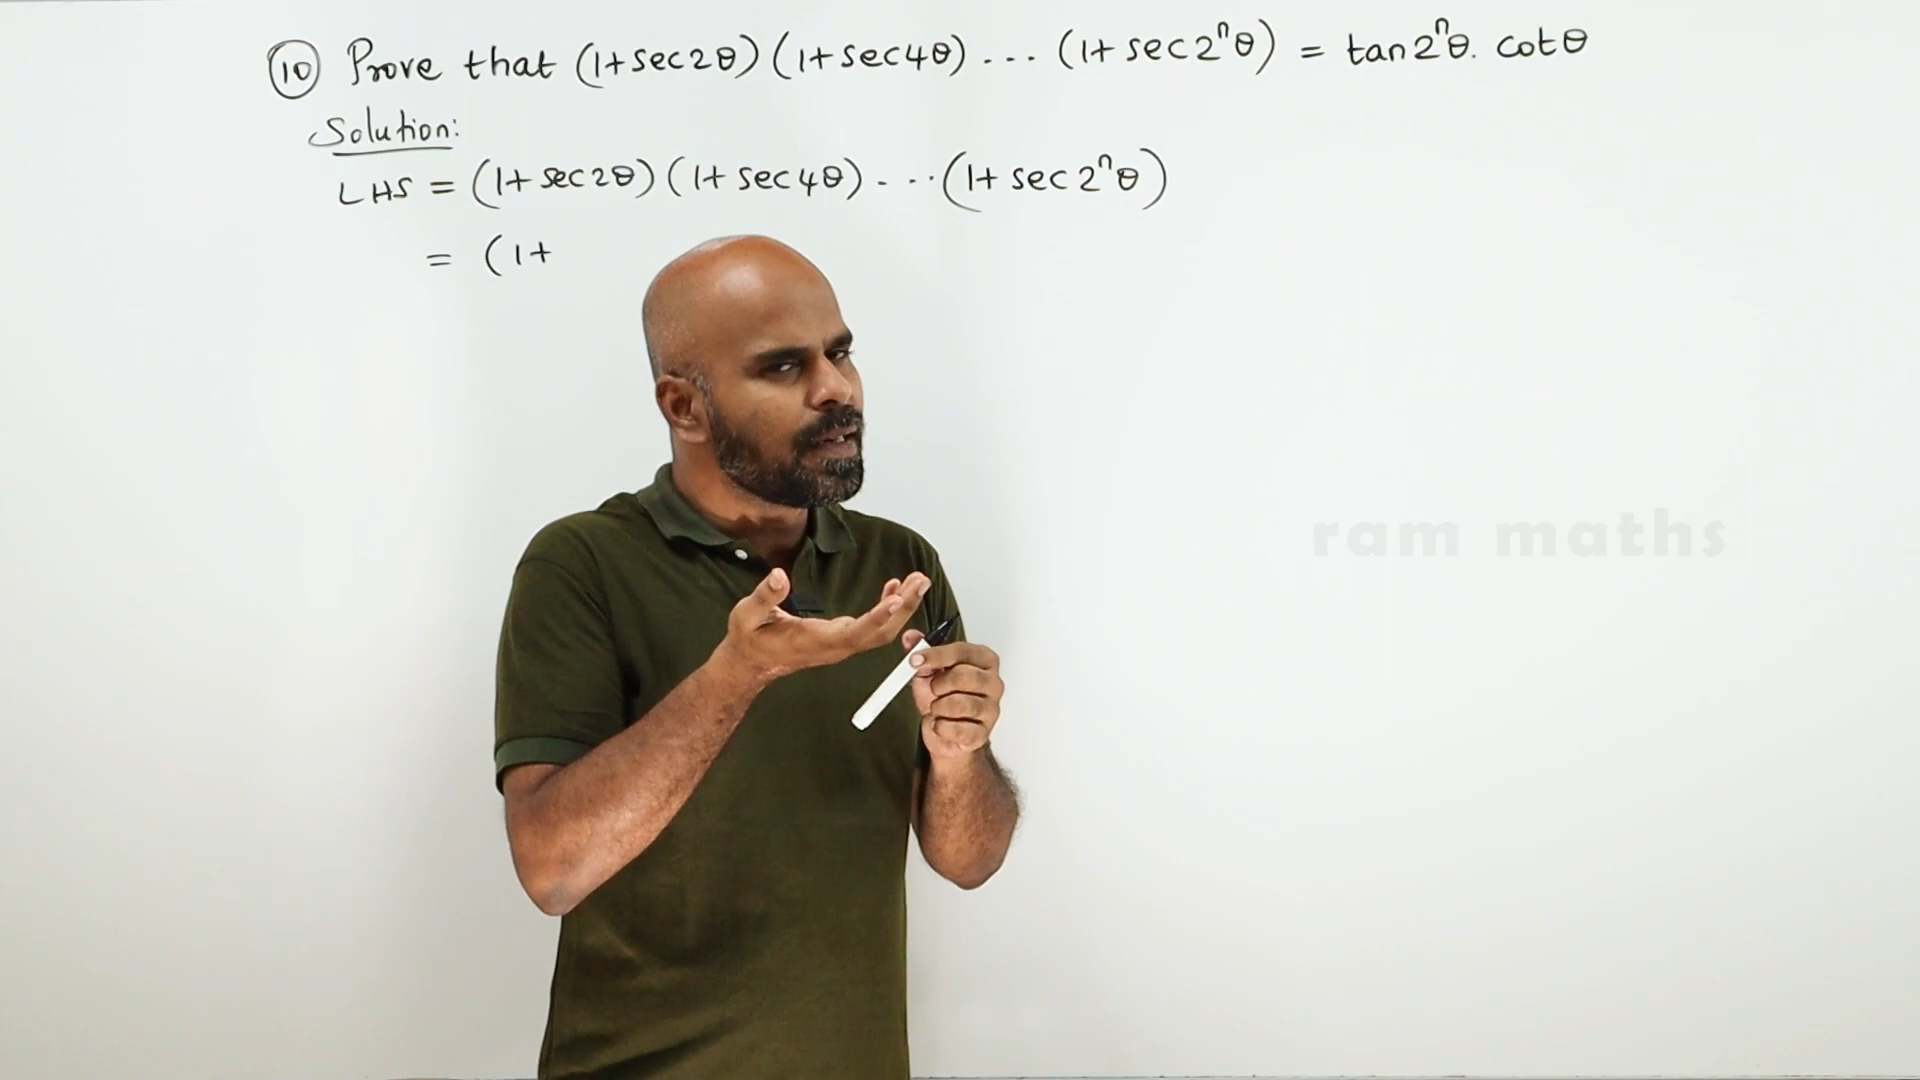 10 Prove that (1+sec2θ)(1+sec4θ)...(1+sec2ⁿθ) = tan2ⁿθ. cotθ
Solution:
LHS = (1+sec2θ)(1+sec4θ)-..(1+sec2ⁿθ)
= (1+
ram maths